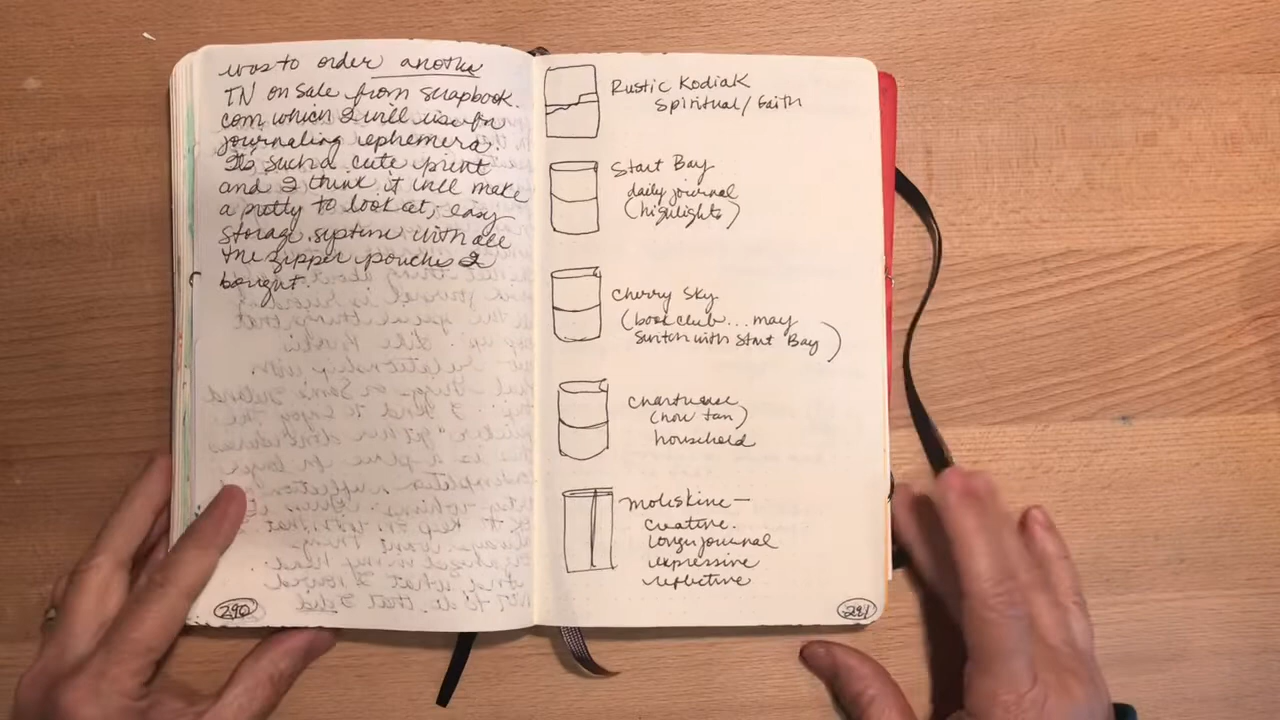 was to order another
TN on sale from scrapbook.
com which I will use for
journaling ephemera.
Its such a cute print
and I think it will make
a pretty to look at, easy
storage system with all
the zipper pouches I
bought.
290
Rustic Kodiak
Spiritual/Faith
Start Bay
daily journal
(highlights)
Cherry Sky
(book club... may
switch with Start Bay)
Chartreuse
(now tan)
household
moleskine—
creative.
longer journal
expressive
reflective
291